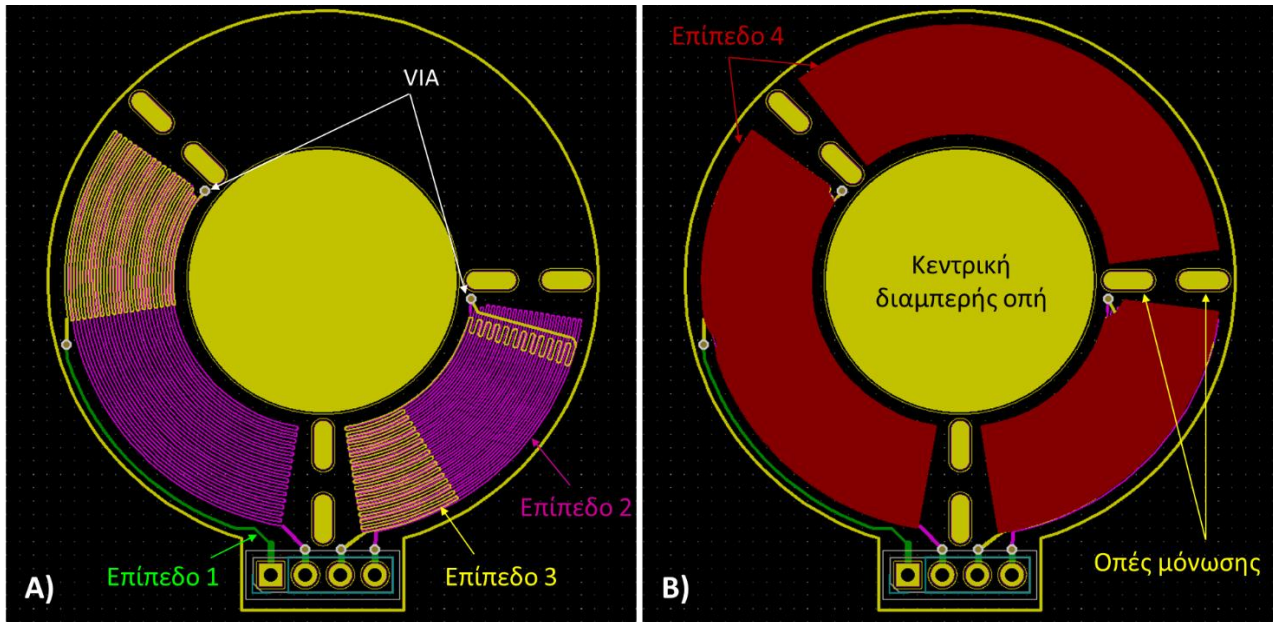 VIA
Επίπεδο 2
Επίπεδο 1
Επίπεδο 3
A)
Επίπεδο 4
Κεντρική
διαμπερής οπή
Οπές μόνωσης
B)